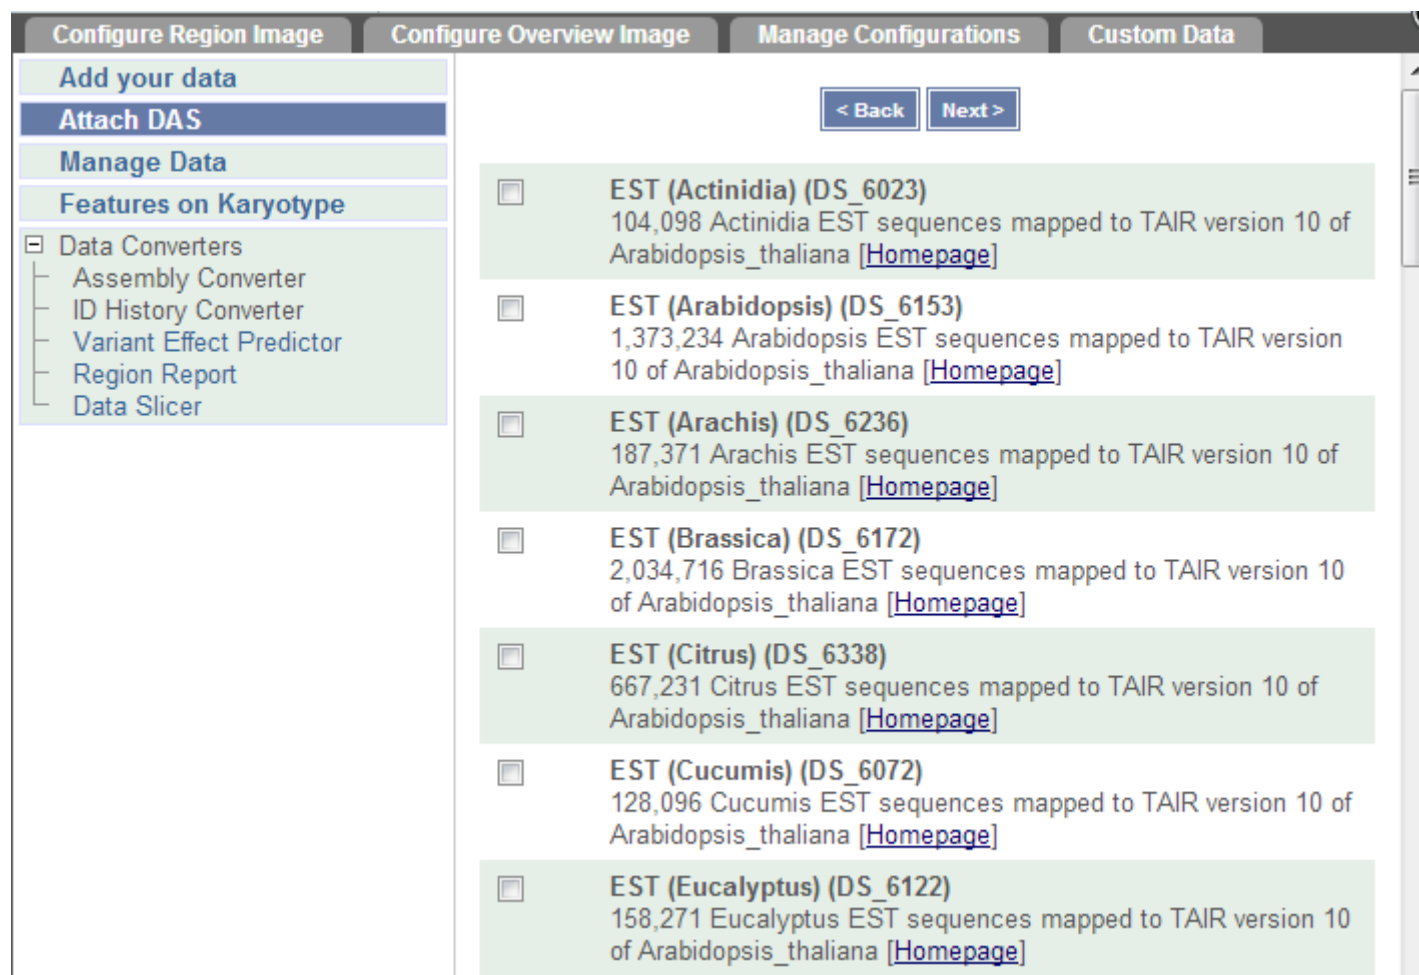 Configure Region Image
Configure Overview Image
Manage Configurations
Custom Data
Add your data
Attach DAS
Manage Data
Features on Karyotype
Data Converters
Assembly Converter
ID History Converter
Variant Effect Predictor
Region Report
Data Slicer
< Back
Next >
EST (Actinidia) (DS_6023)
104,098 Actinidia EST sequences mapped to TAIR version 10 of
Arabidopsis_thaliana [Homepage]
EST (Arabidopsis) (DS_6153)
1,373,234 Arabidopsis EST sequences mapped to TAIR version
10 of Arabidopsis_thaliana [Homepage]
EST (Arachis) (DS_6236)
187,371 Arachis EST sequences mapped to TAIR version 10 of
Arabidopsis_thaliana [Homepage]
EST (Brassica) (DS_6172)
2,034,716 Brassica EST sequences mapped to TAIR version 10
of Arabidopsis_thaliana [Homepage]
EST (Citrus) (DS_6338)
667,231 Citrus EST sequences mapped to TAIR version 10 of
Arabidopsis_thaliana [Homepage]
EST (Cucumis) (DS_6072)
128,096 Cucumis EST sequences mapped to TAIR version 10 of
Arabidopsis_thaliana [Homepage]
EST (Eucalyptus) (DS_6122)
158,271 Eucalyptus EST sequences mapped to TAIR version 10
of Arabidopsis_thaliana [Homepage]